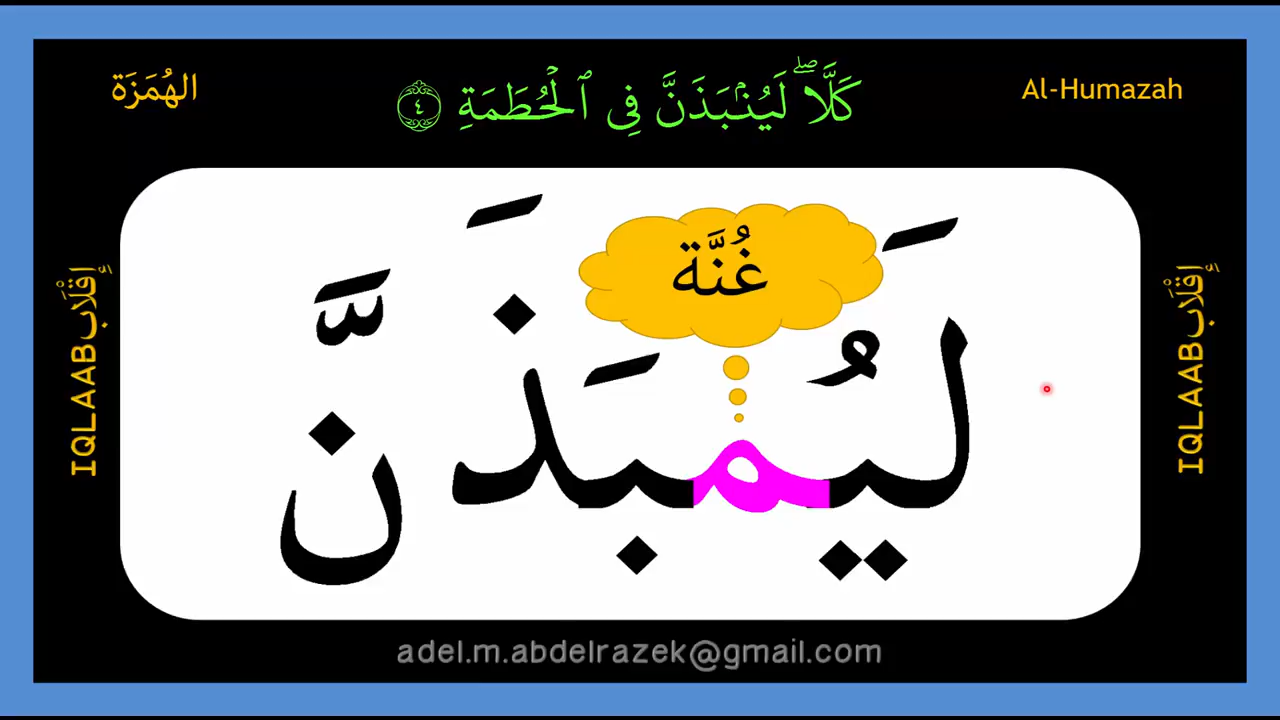 الهُمَزَة
كَلَّاۖ لَيُنۢبَذَنَّ فِي ٱلۡحُطَمَةِ ٤
Al-Humazah
غُنَّة
لَيُمبَذَنَّ
IQLAAB إِقْلَاب
IQLAAB إِقْلَاب
adel.m.abdelrazek@gmail.com